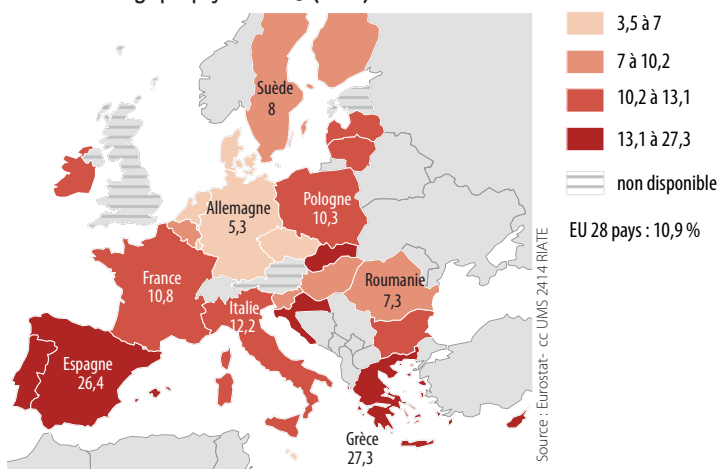 3,5 à 7
7 à 10,2
10,2 à 13,1
13,1 à 27,3
non disponible
EU 28 pays : 10,9 %
Suède
8
Allemagne
5,3
Pologne
10,3
France
10,8
Roumanie
7,3
Italie
12,2
Espagne
26,4
Grèce
27,3
Source : Eurostat- cc UMS 2414 RIATE